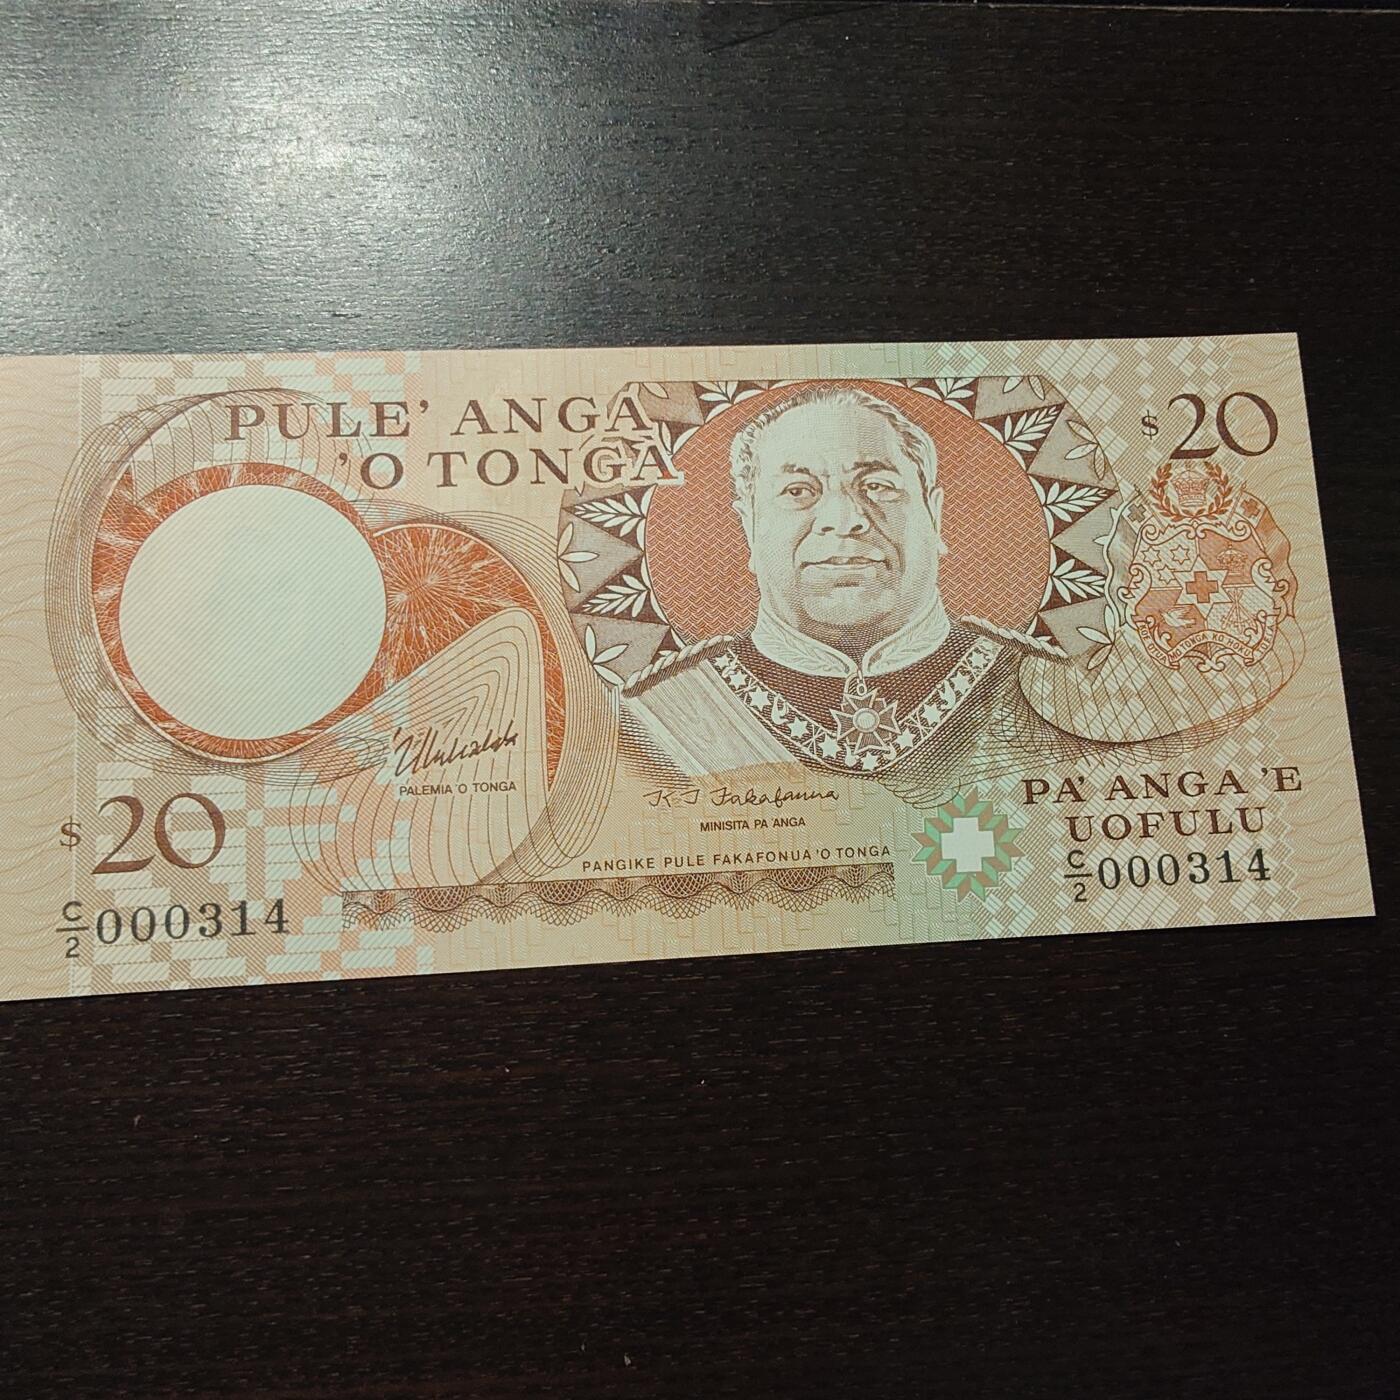 PULE' ANGA
'O TONGA
$20
PALEMIA 'O TONGA
K T Fakafanua
MINISITA PA'ANGA
PANGIKE PULE FAKAFONUA 'O TONGA
$20
C/2 000314
PA' ANGA 'E
UOFULU
C/2 000314